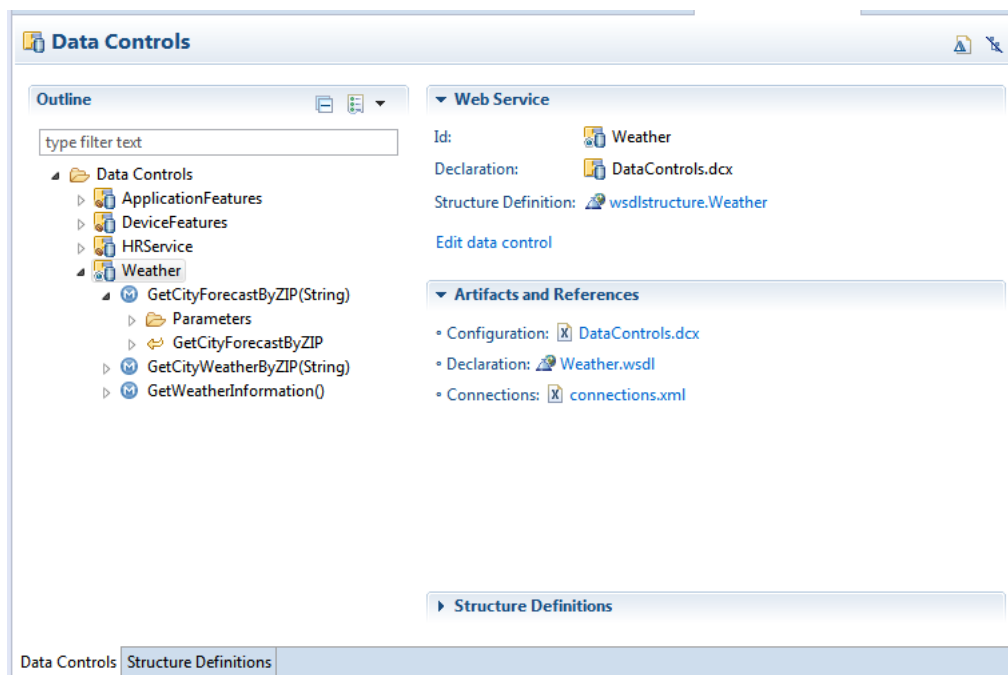 Data Controls
Outline
type filter text
Data Controls
ApplicationFeatures
DeviceFeatures
HRService
Weather
GetCityForecastByZIP(String)
Parameters
GetCityForecastByZIP
GetCityWeatherByZIP(String)
GetWeatherInformation()
Web Service
Id: Weather
Declaration: DataControls.dcx
Structure Definition: wsdlstructure.Weather
Edit data control
Artifacts and References
Configuration: DataControls.dcx
Declaration: Weather.wsdl
Connections: connections.xml
Structure Definitions
Data Controls Structure Definitions